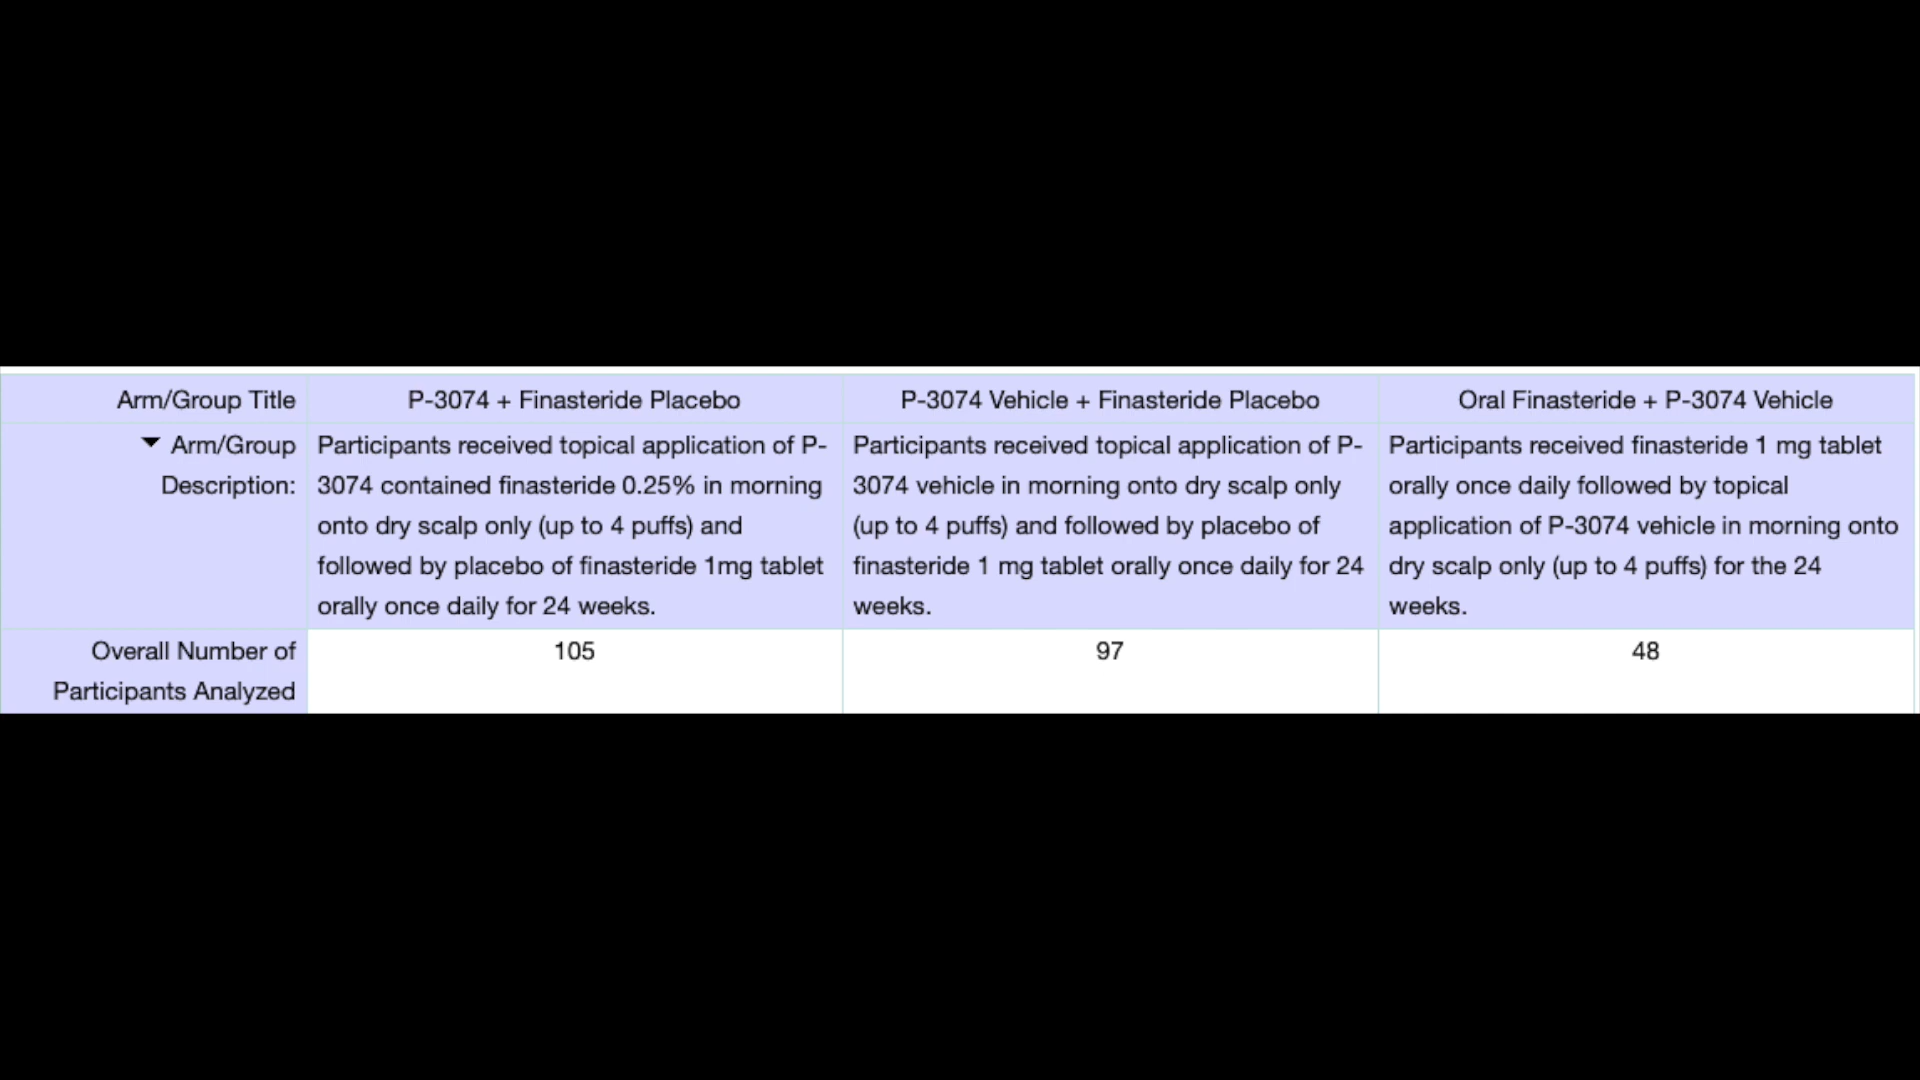 Arm/Group Title
P-3074 + Finasteride Placebo
P-3074 Vehicle + Finasteride Placebo
Oral Finasteride + P-3074 Vehicle
Arm/Group
Description:
Participants received topical application of P-
3074 contained finasteride 0.25% in morning
onto dry scalp only (up to 4 puffs) and
followed by placebo of finasteride 1mg tablet
orally once daily for 24 weeks.
Participants received topical application of P-
3074 vehicle in morning onto dry scalp only
(up to 4 puffs) and followed by placebo of
finasteride 1 mg tablet orally once daily for 24
weeks.
Participants received finasteride 1 mg tablet
orally once daily followed by topical
application of P-3074 vehicle in morning onto
dry scalp only (up to 4 puffs) for the 24
weeks.
Overall Number of
Participants Analyzed
105
97
48